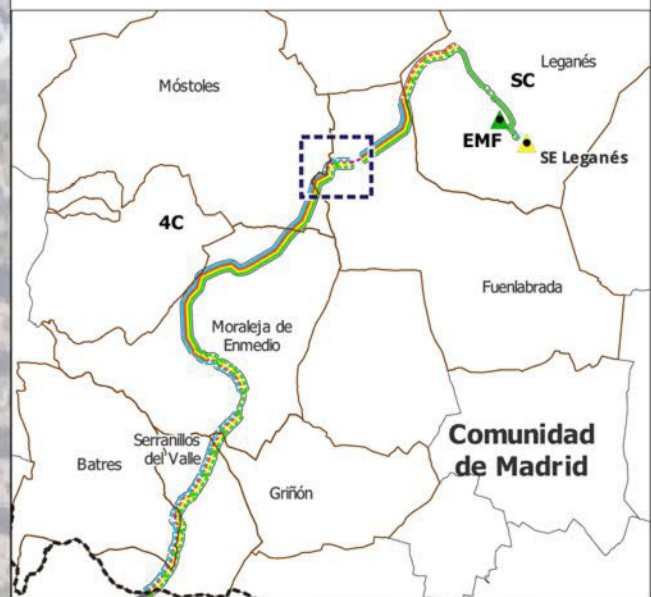 Leganés
SC
Móstoles
EMF
SE Leganés
4C
Fuenlabrada
Moraleja de
Enmedio
Serranillos
del Valle
Comunidad
de Madrid
Batres
Griñón